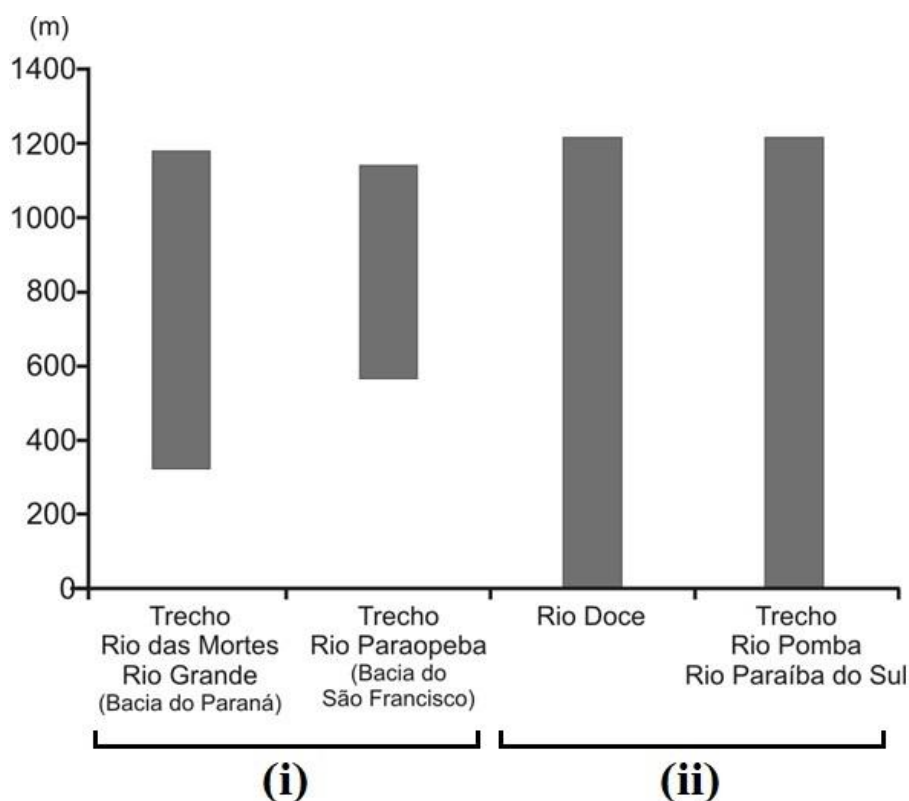 (m)
1400
1200
1000
800
600
400
200
0
Trecho
Rio das Mortes
Rio Grande
(Bacia do Paraná)
Trecho
Rio Paraopeba
(Bacia do
São Francisco)
Rio Doce
Trecho
Rio Pomba
Rio Paraíba do Sul
(i)
(ii)